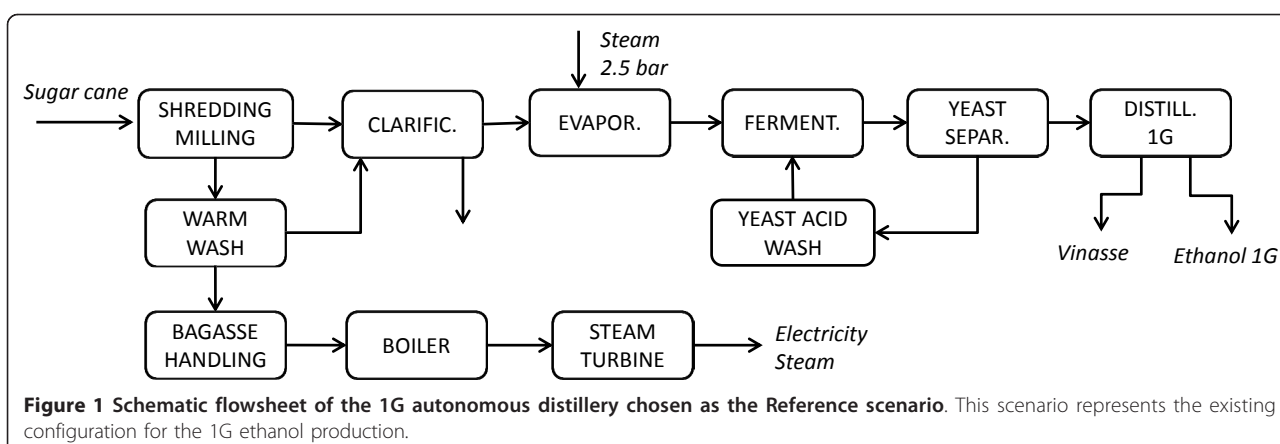 Steam
2.5 bar
Sugar cane
SHREDDING
MILLING
CLARIFIC.
EVAPOR.
FERMENT.
YEAST
SEPAR.
DISTILL.
1G
WARM
WASH
YEAST ACID
WASH
Vinasse
Ethanol 1G
BAGASSE
HANDLING
BOILER
STEAM
TURBINE
Electricity
Steam
Figure 1 Schematic flowsheet of the 1G autonomous distillery chosen as the Reference scenario. This scenario represents the existing
configuration for the 1G ethanol production.